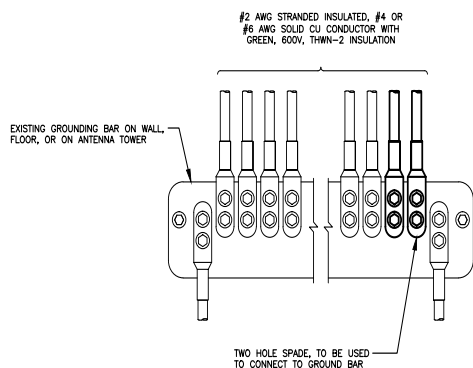 #2 AWG STRANDED INSULATED, #4 OR
#6 AWG SOLID CU CONDUCTOR WITH
GREEN, 600V, THWN-2 INSULATION
EXISTING GROUNDING BAR ON WALL,
FLOOR, OR ON ANTENNA TOWER
TWO HOLE SPADE, TO BE USED
TO CONNECT TO GROUND BAR